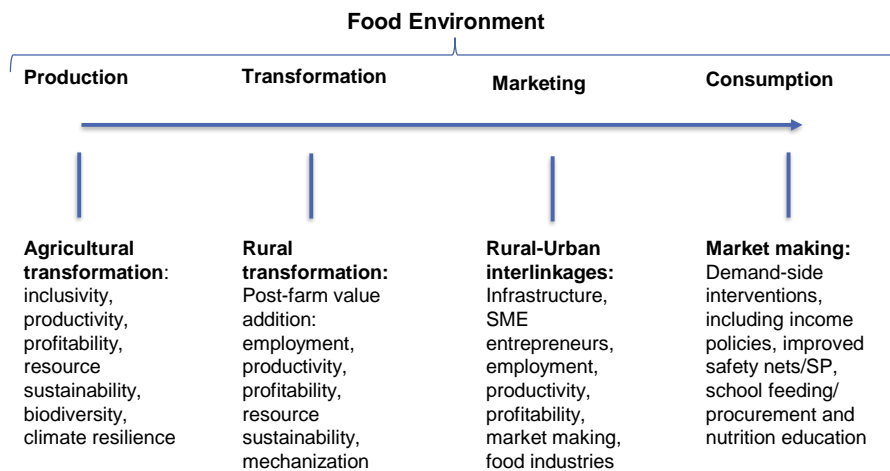 Food Environment
Production
Transformation
Marketing
Consumption
Agricultural
transformation:
inclusivity,
productivity,
profitability,
resource
sustainability,
biodiversity,
climate resilience
Rural
transformation:
Post-farm value
addition:
employment,
productivity,
profitability,
resource
sustainability,
mechanization
Rural-Urban
interlinkages:
Infrastructure,
SME
entrepreneurs,
employment,
productivity,
profitability,
market making,
food industries
Market making:
Demand-side
interventions,
including income
policies, improved
safety nets/SP,
school feeding/
procurement and
nutrition education